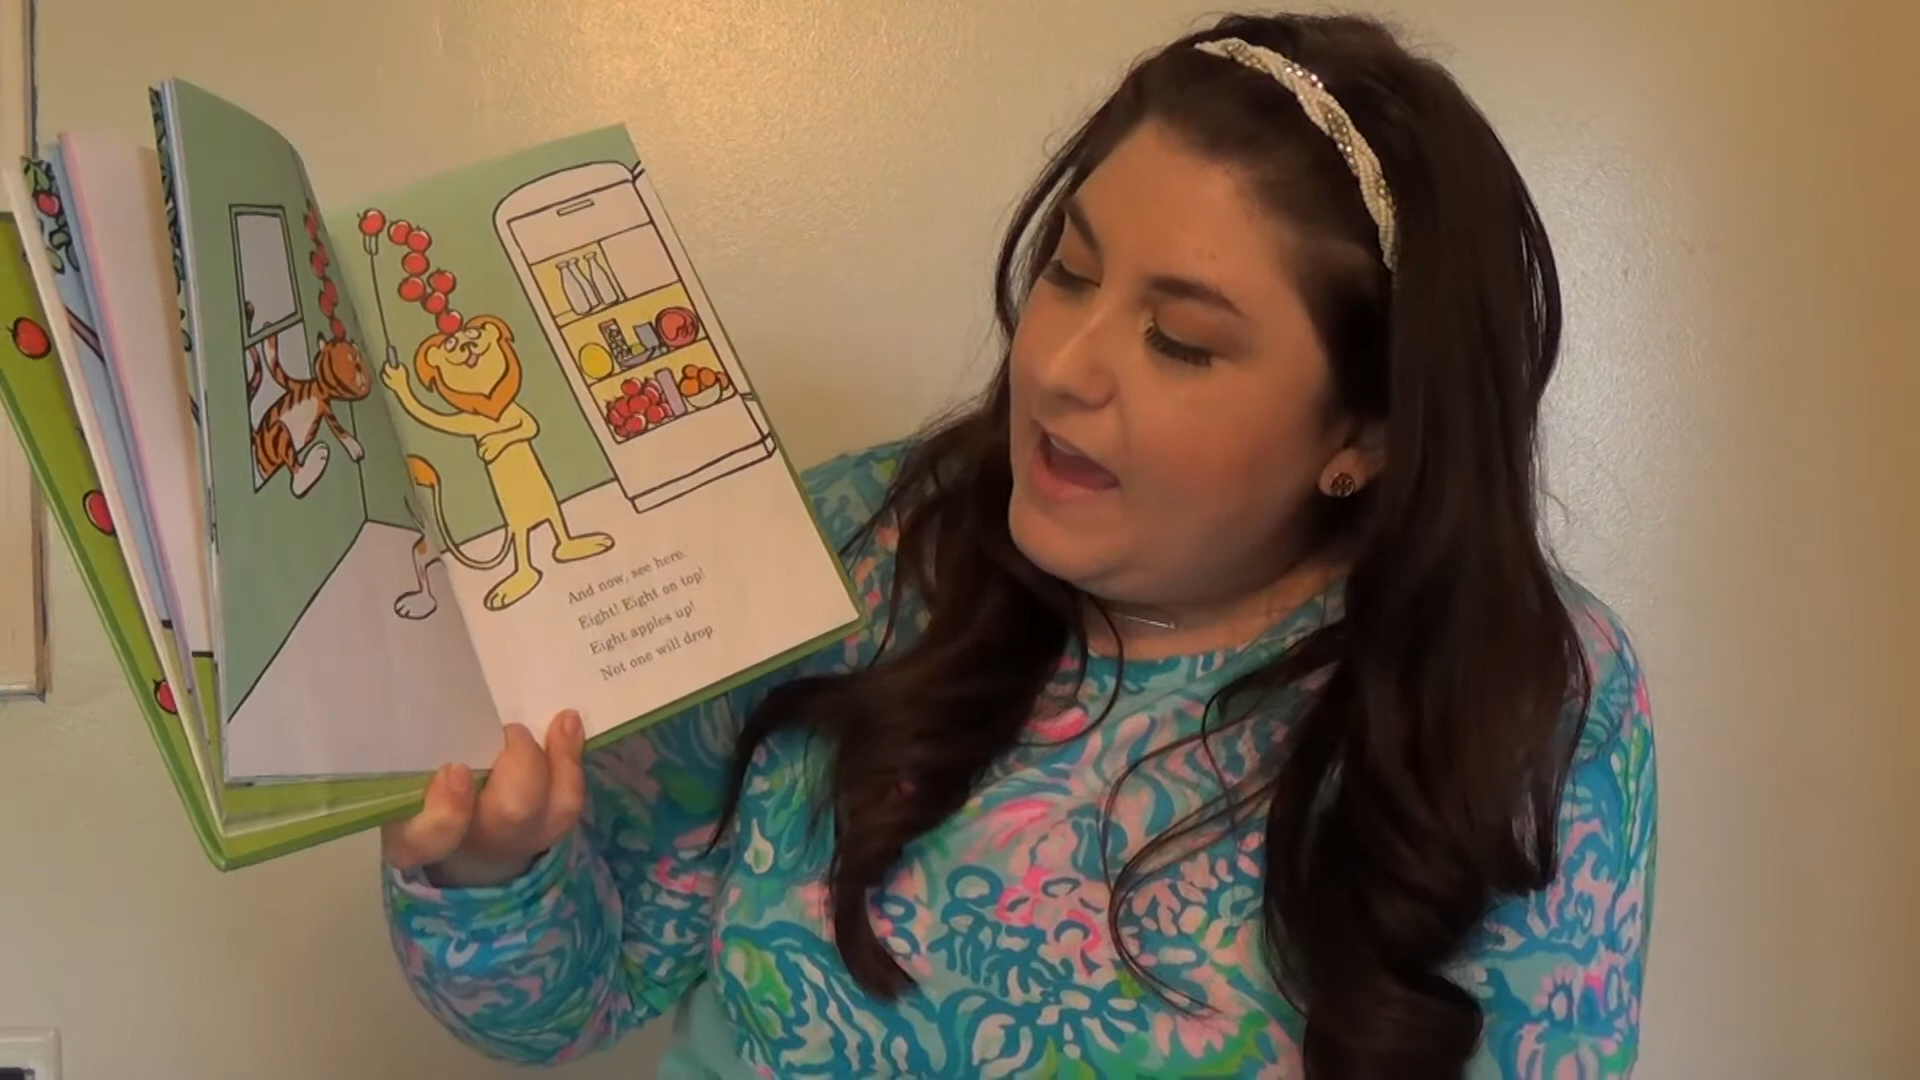 And now, see here.
Eight! Eight on top!
Eight apples up!
Not one will drop